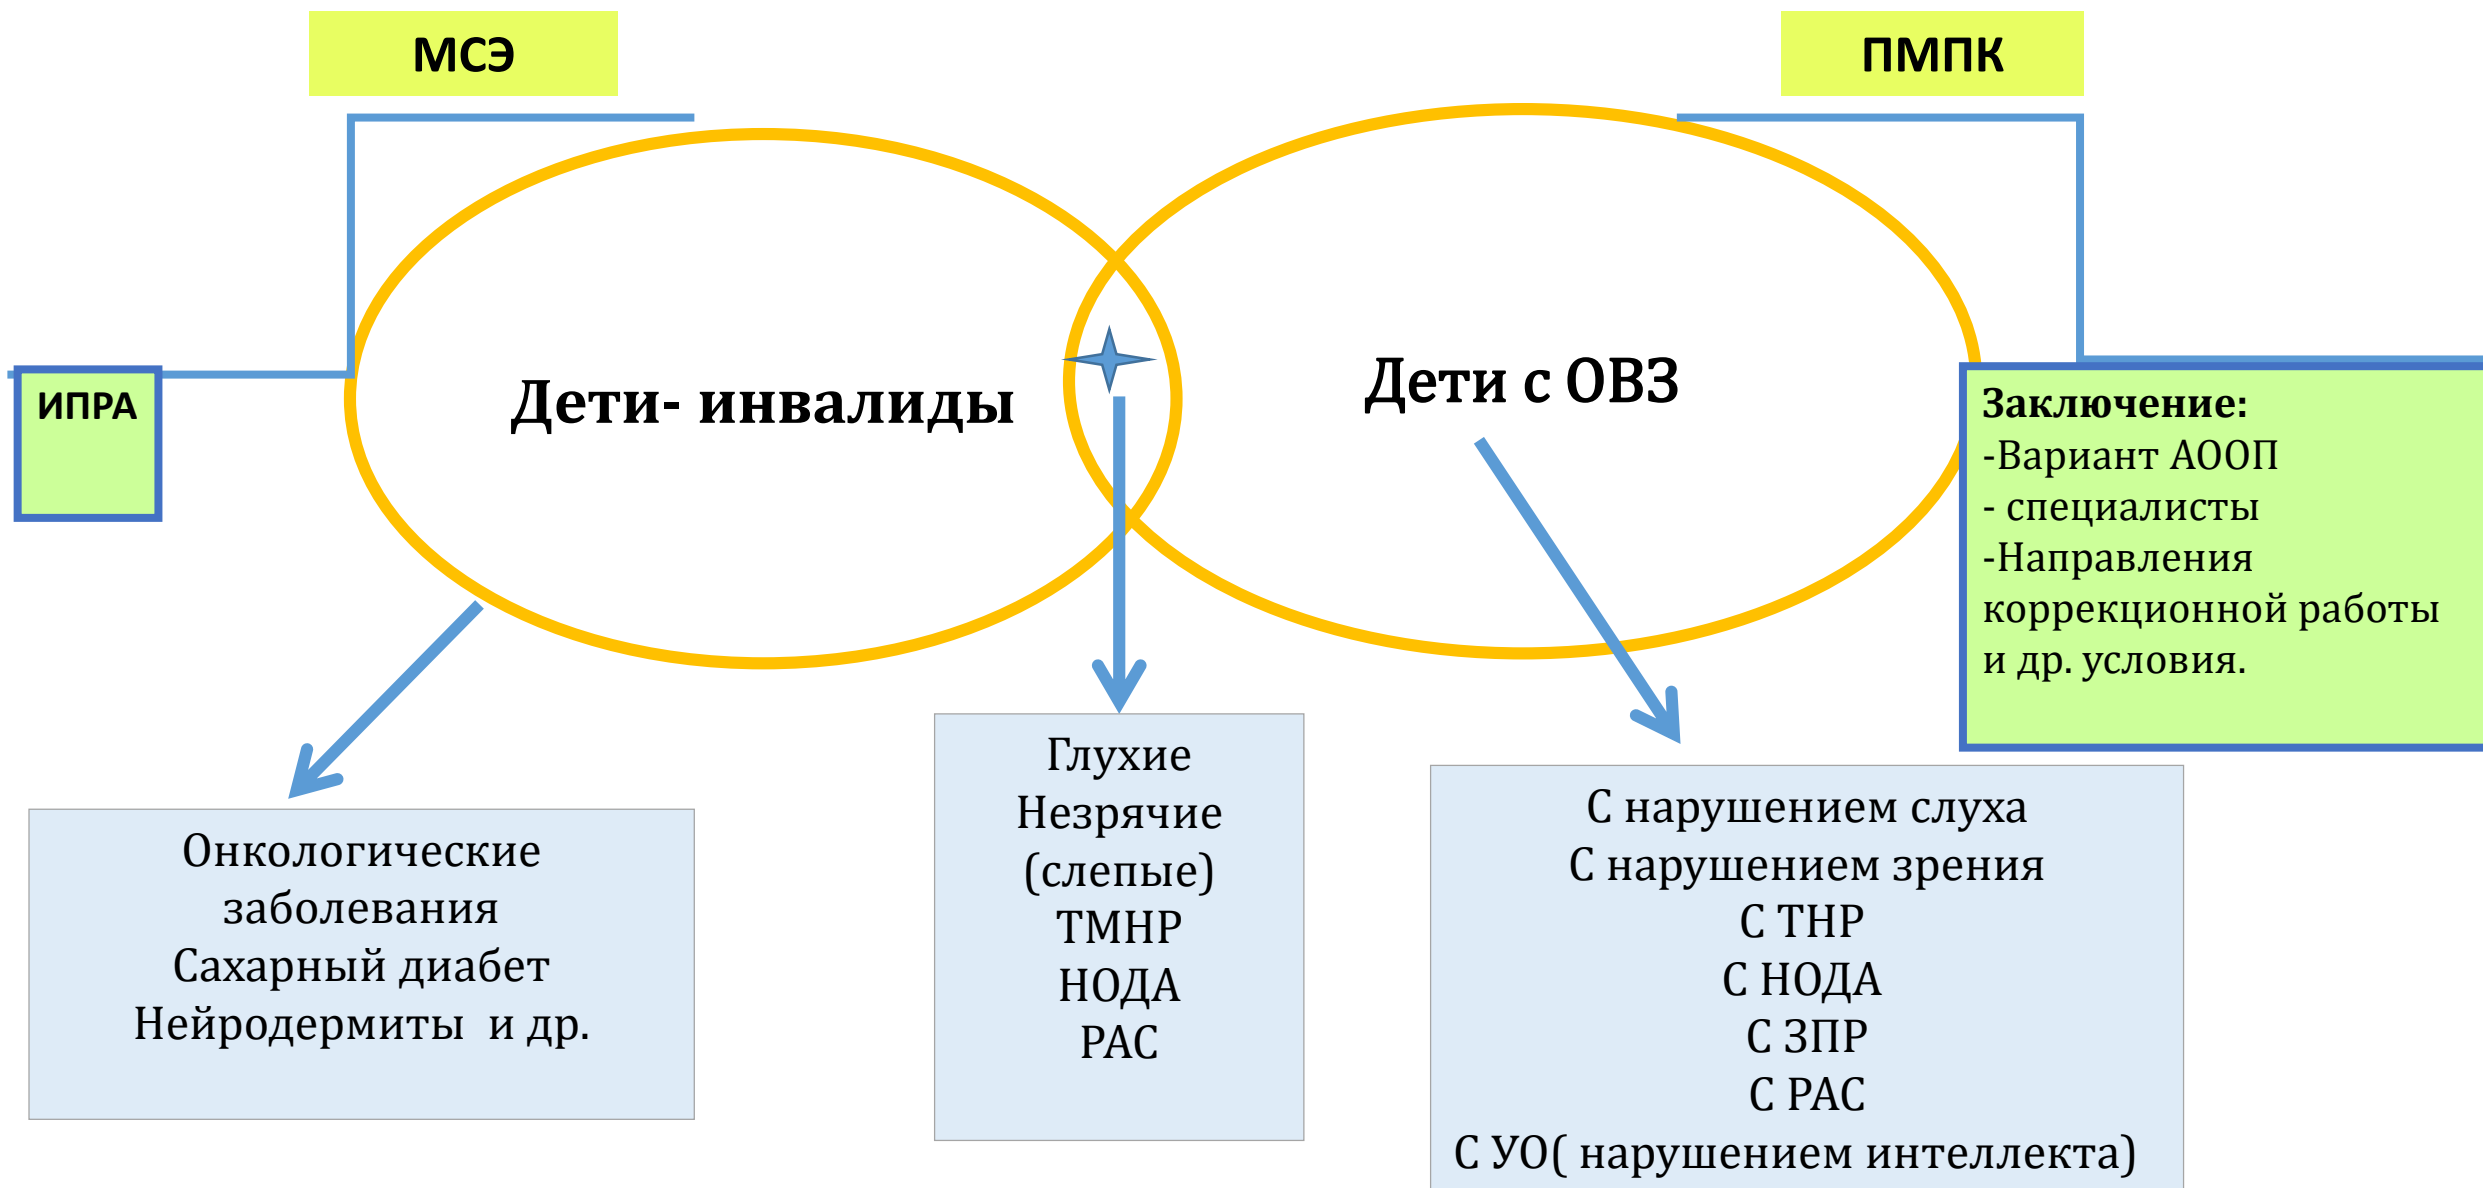 МСЭ
ПМПК
ИПРА
Дети- инвалиды
Дети с ОВЗ
Заключение:
-Вариант АООП
- специалисты
-Направления
коррекционной работы
и др. условия.
Онкологические
заболевания
Сахарный диабет
Нейродермиты и др.
Глухие
Незрячие
(слепые)
ТМНР
НОДА
РАС
С нарушением слуха
С нарушением зрения
С ТНР
С НОДА
С ЗПР
С РАС
С УО( нарушением интеллекта)